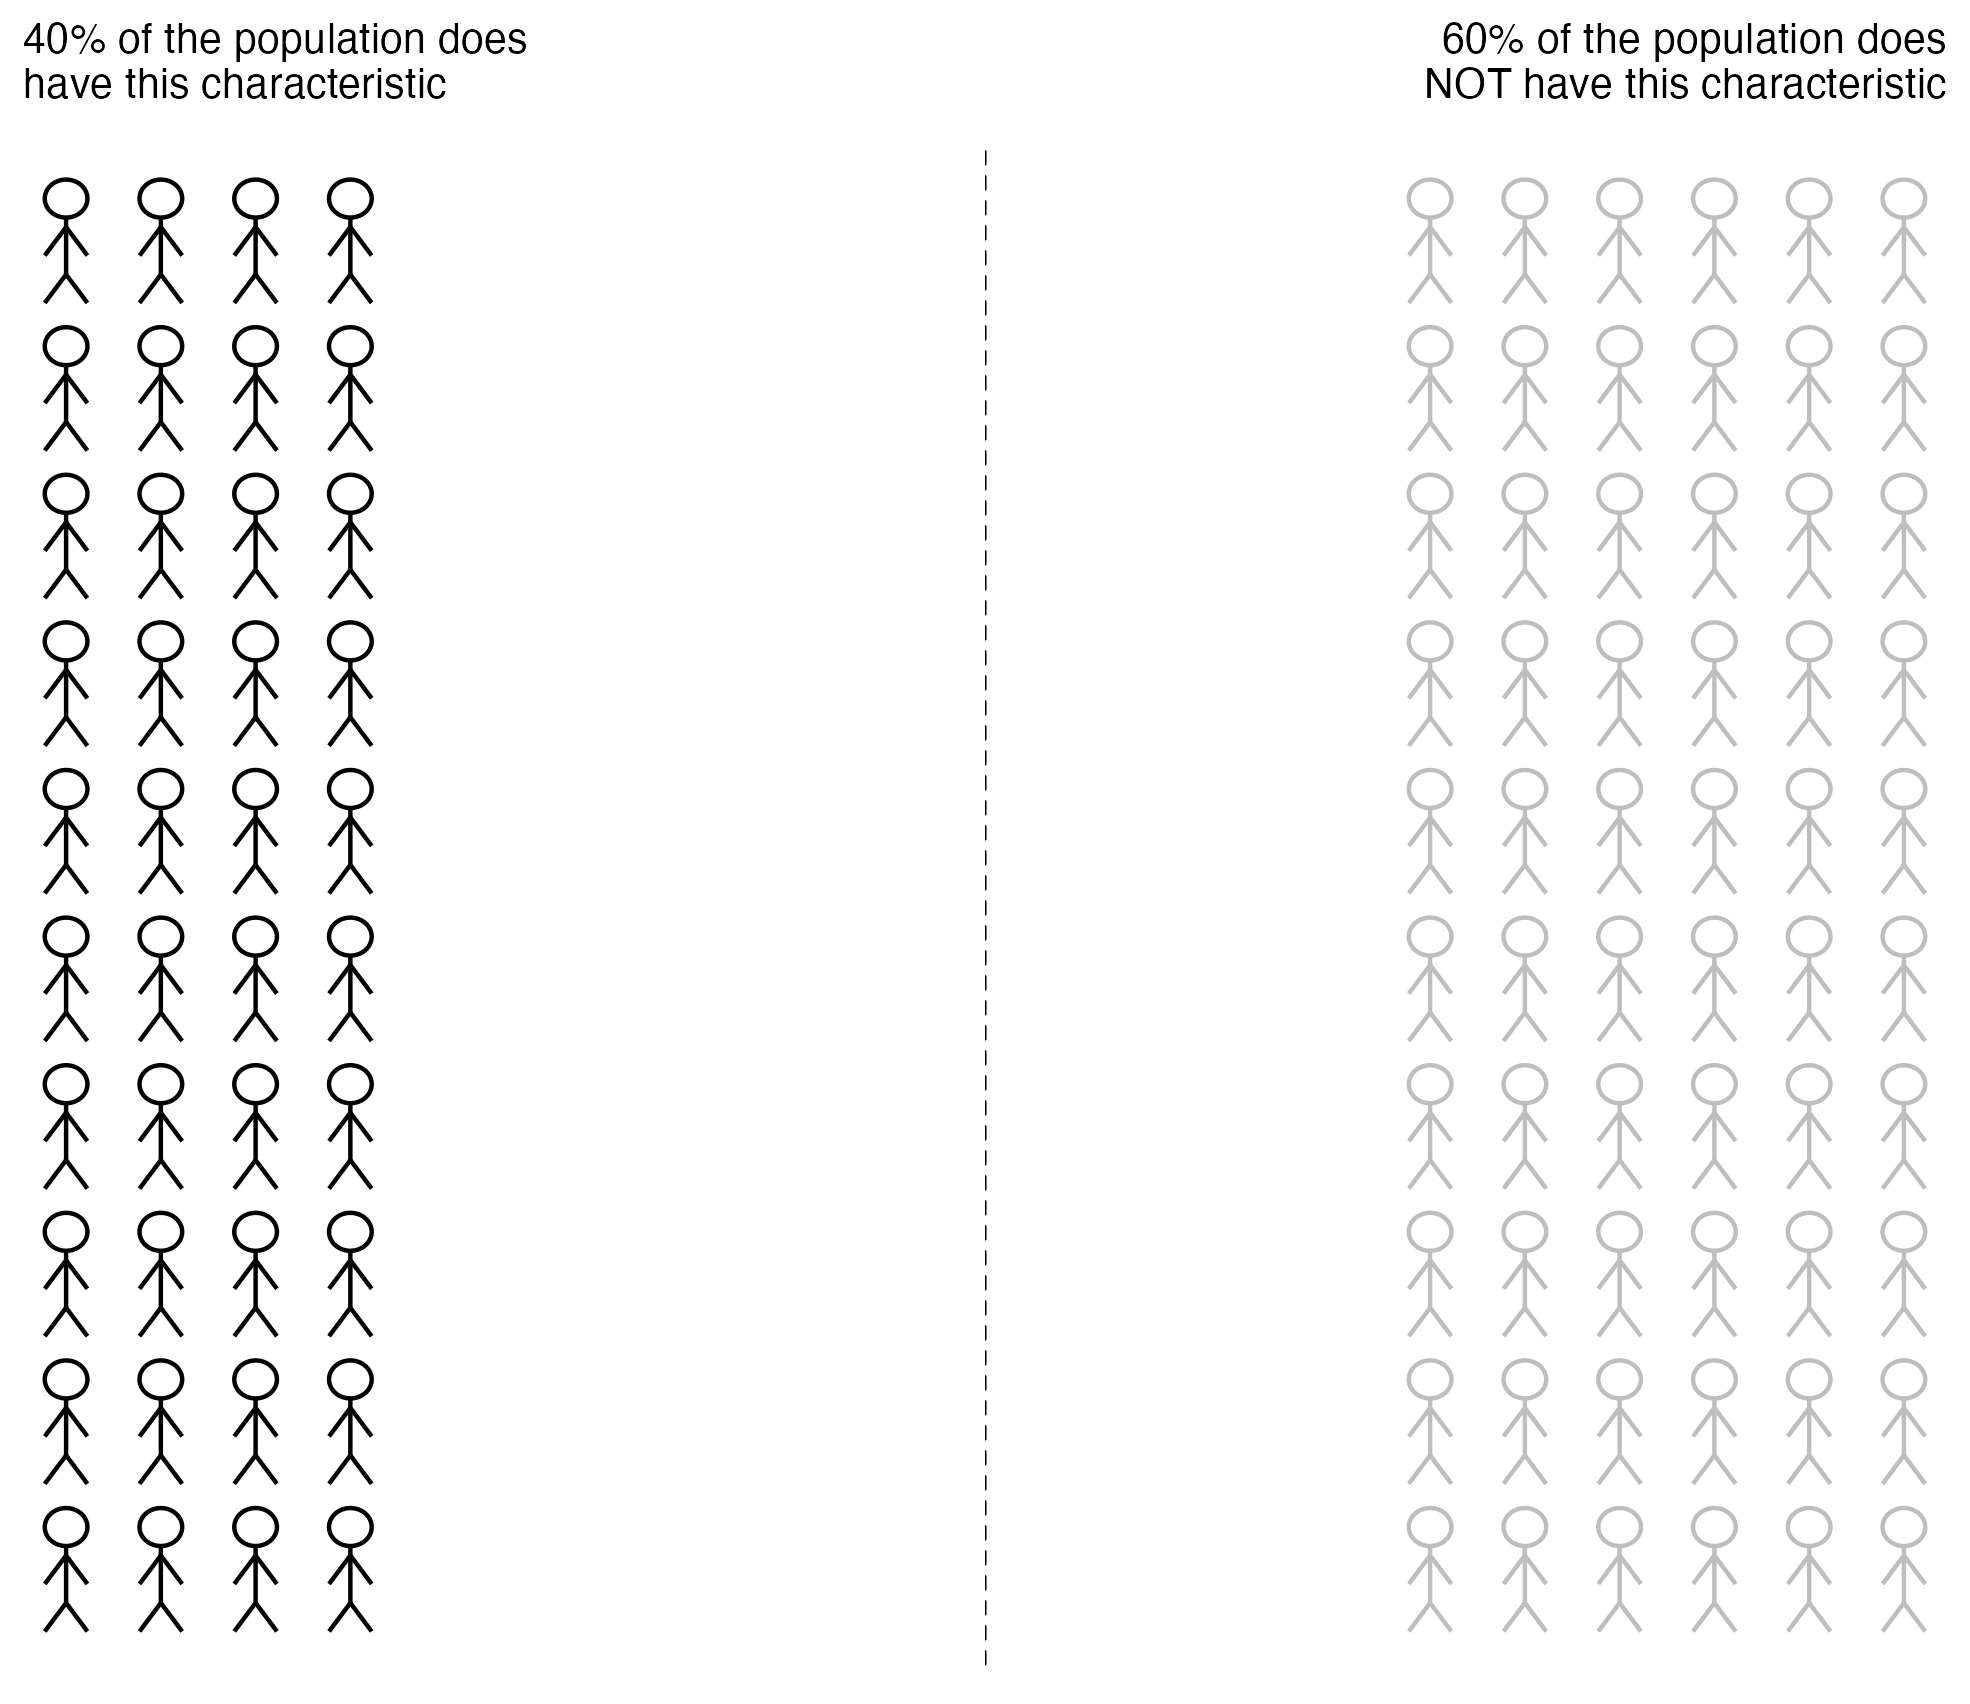 40% of the population does
have this characteristic
60% of the population does
NOT have this characteristic